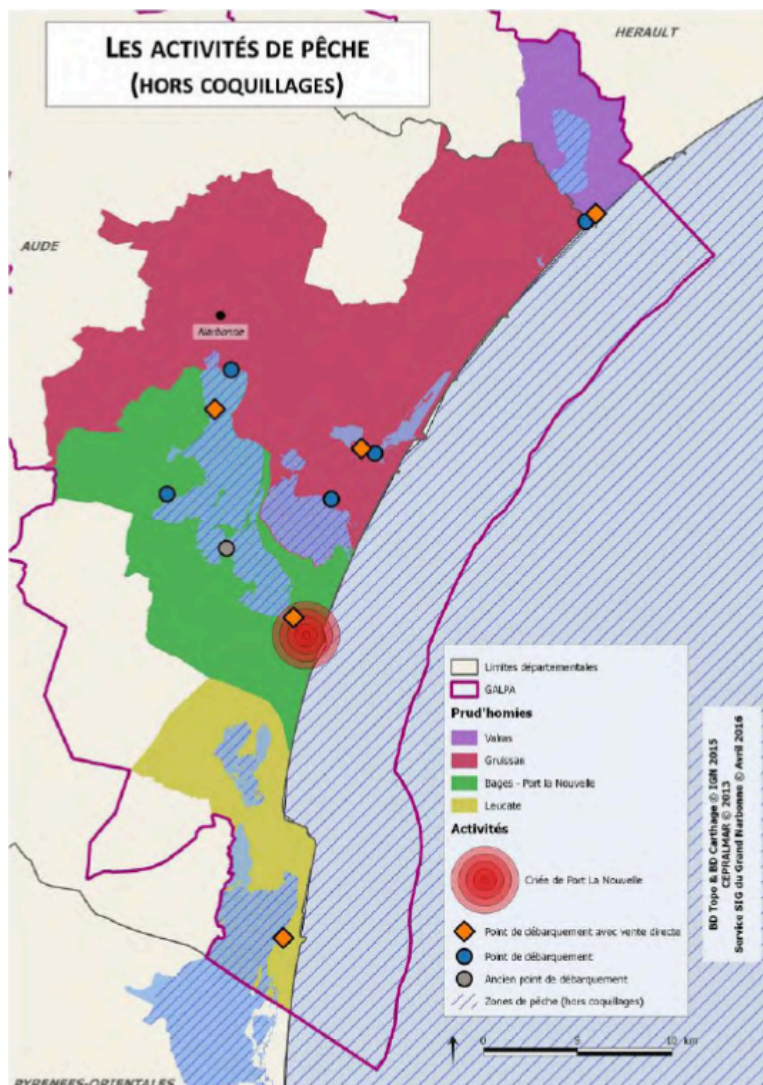 LES ACTIVITÉS DE PÊCHE
(HORS COQUILLAGES)
HERAULT
AUDE
Narbonne
Limites départementales
GALPA
Prud'homies
Valras
Gruissan
Bages - Port la Nouvelle
Leucate
Activités
Criée de Port La Nouvelle
Point de débarquement avec vente directe
Point de débarquement
Ancien point de débarquement
Zones de pêche (hors coquillages)
0 5 10 km
BD Topo & BD Carthage © IGN 2015
CEPRALMAR © 2013
Service SIG du Grand Narbonne © Avril 2016
PYRENEES-ORIENTALES